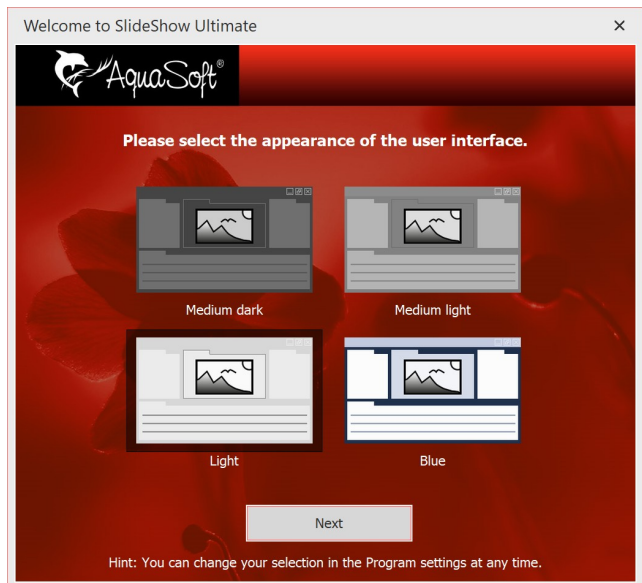 Welcome to SlideShow Ultimate
AquaSoft®
Please select the appearance of the user interface.
Medium dark
Medium light
Light
Blue
Next
Hint: You can change your selection in the Program settings at any time.